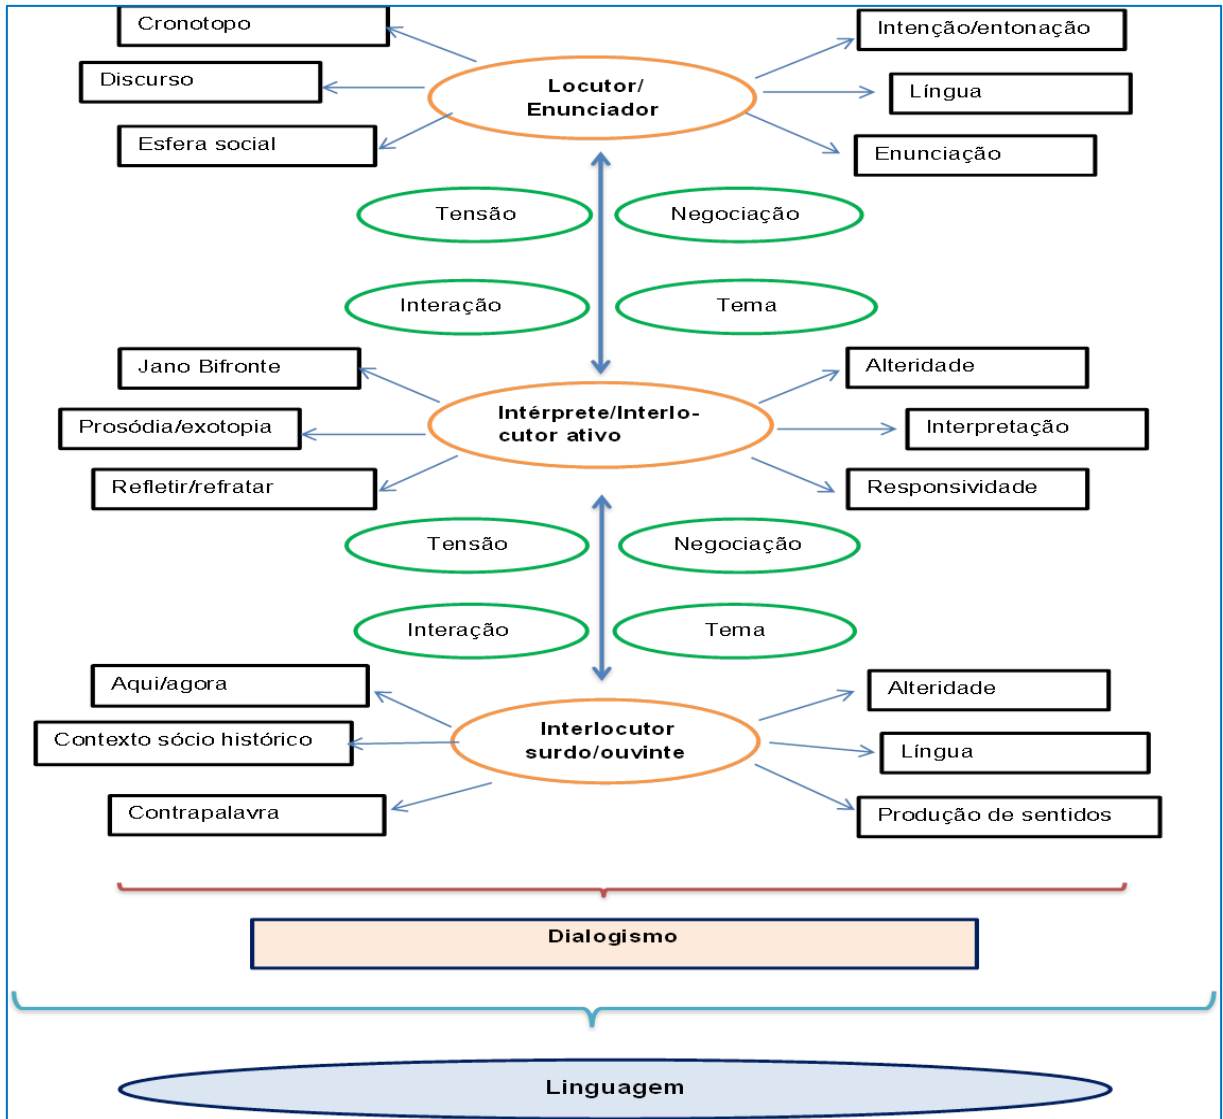 Cronotopo
Intenção/entonação
Discurso
Locutor/
Enunciador
Língua
Esfera social
Enunciação
Tensão
Negociação
Interação
Tema
Jano Bifronte
Alteridade
Prosódia/exotopia
Intérprete/Interlo-
cutor ativo
Interpretação
Refletir/refratar
Responsividade
Tensão
Negociação
Interação
Tema
Aqui/agora
Alteridade
Contexto sócio histórico
Interlocutor
surdo/ouvinte
Língua
Contrapalavra
Produção de sentidos
Dialogismo
Linguagem